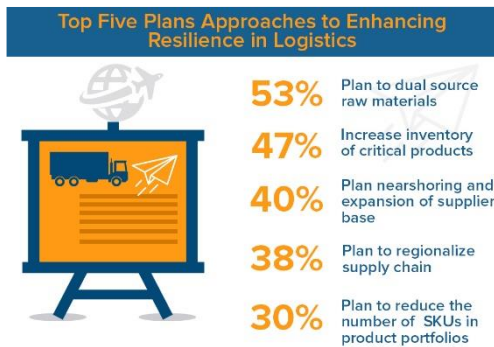 Top Five Plans Approaches to Enhancing
Resilience in Logistics
53%
Plan to dual source
raw materials
47%
Increase inventory
of critical products
40%
Plan nearshoring and
expansion of supplier
base
38%
Plan to regionalize
supply chain
30%
Plan to reduce the
number of SKUs in
product portfolios